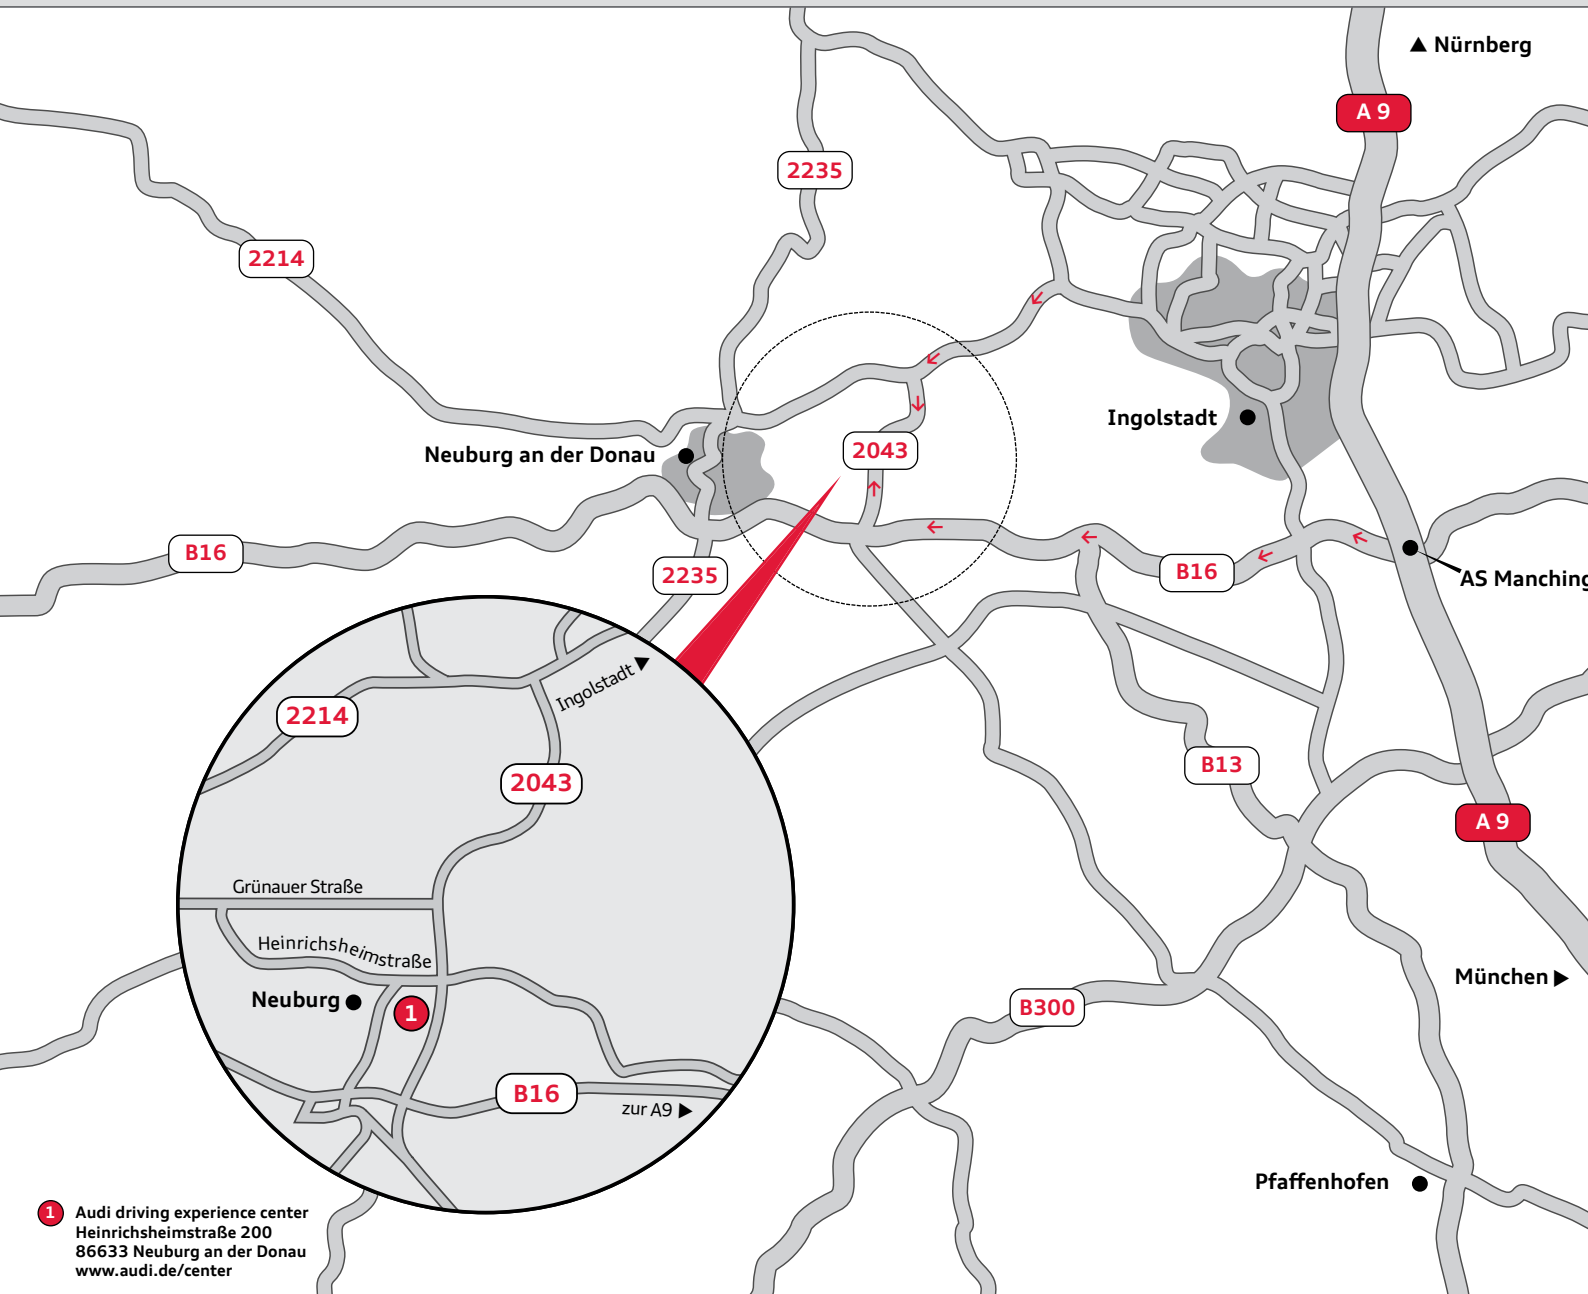 Nürnberg
A 9
2235
2214
Ingolstadt
2043
Neuburg an der Donau
B16
2235
B16
AS Manching
Ingolstadt
2214
2043
B13
A 9
Grünauer Straße
Heinrichsheimstraße
Neuburg
1
München
B300
B16
zur A9
Pfaffenhofen
1 Audi driving experience center
Heinrichsheimstraße 200
86633 Neuburg an der Donau
www.audi.de/center